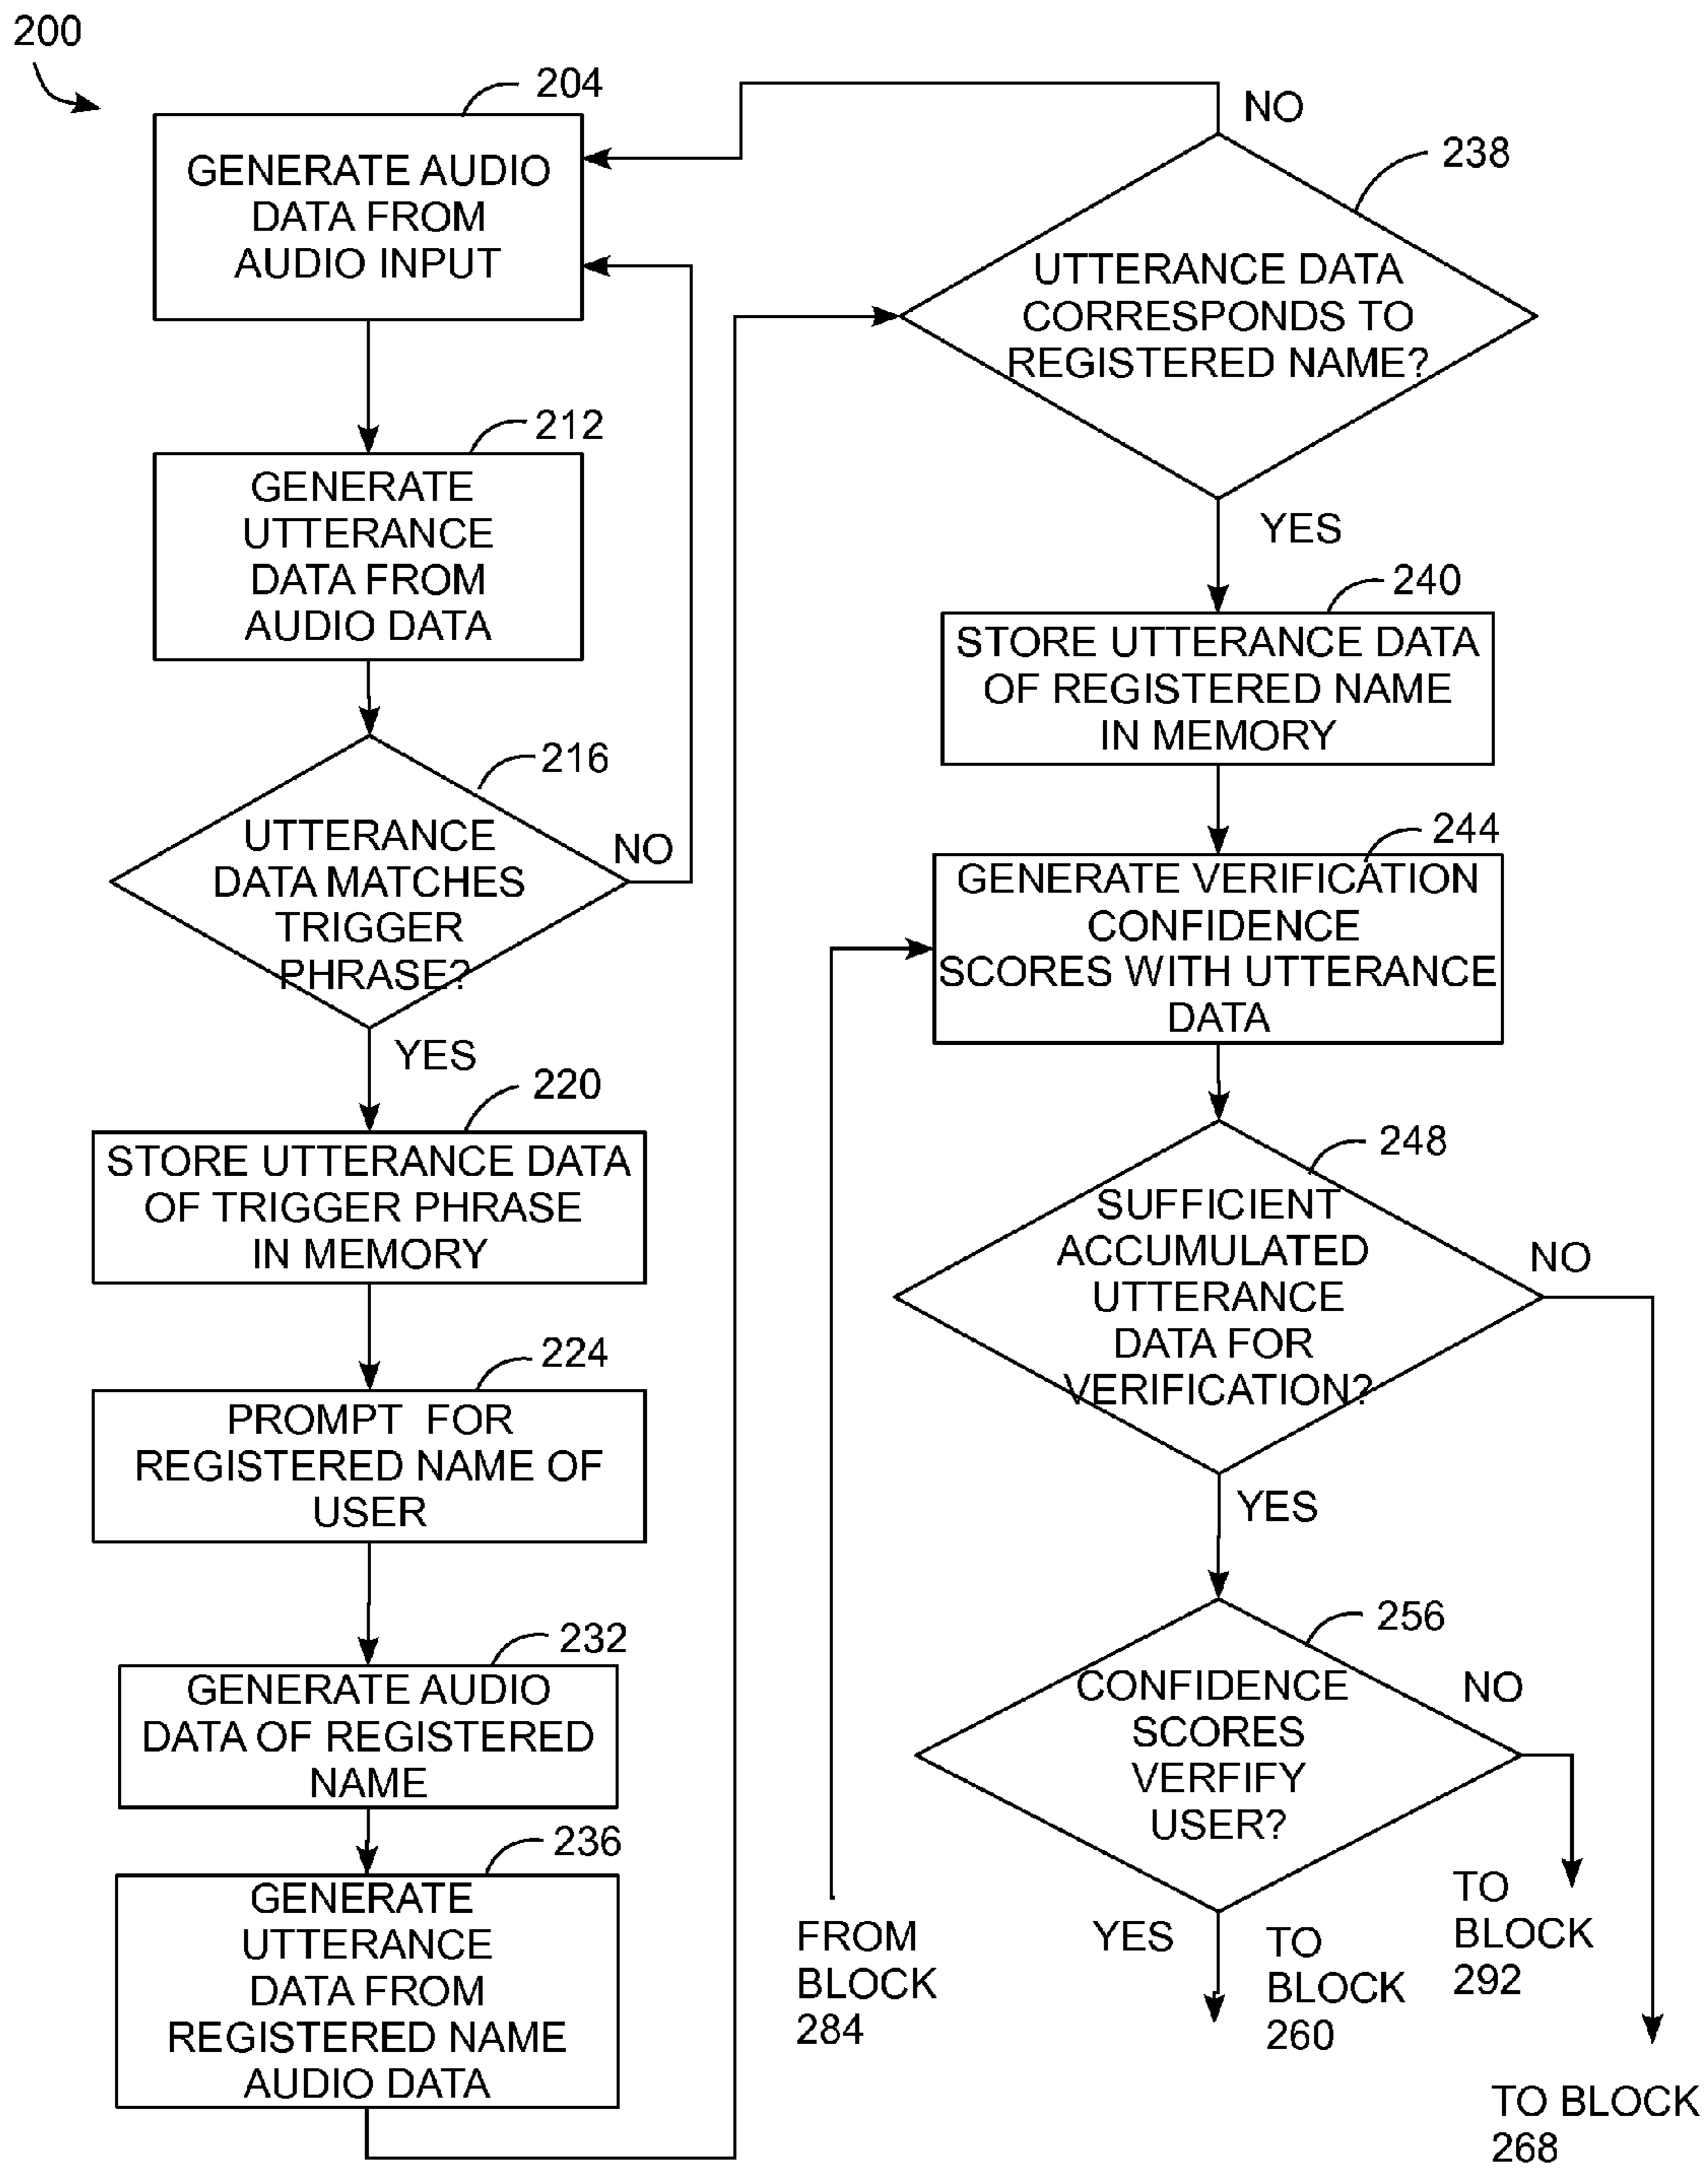 200
204
GENERATE AUDIO
DATA FROM
AUDIO INPUT
212
GENERATE
UTTERANCE
DATA FROM
AUDIO DATA
216
UTTERANCE
DATA MATCHES
TRIGGER
PHRASE?
NO
YES
220
STORE UTTERANCE DATA
OF TRIGGER PHRASE
IN MEMORY
224
PROMPT FOR
REGISTERED NAME OF
USER
232
GENERATE AUDIO
DATA OF REGISTERED
NAME
236
GENERATE
UTTERANCE
DATA FROM
REGISTERED NAME
AUDIO DATA
NO
238
UTTERANCE DATA
CORRESPONDS TO
REGISTERED NAME?
YES
240
STORE UTTERANCE DATA
OF REGISTERED NAME
IN MEMORY
244
GENERATE VERIFICATION
CONFIDENCE
SCORES WITH UTTERANCE
DATA
248
SUFFICIENT
ACCUMULATED
UTTERANCE
DATA FOR
VERIFICATION?
NO
YES
256
CONFIDENCE
SCORES
VERFIFY
USER?
NO
YES
FROM
BLOCK
284
TO
BLOCK
260
TO
BLOCK
292
TO BLOCK
268